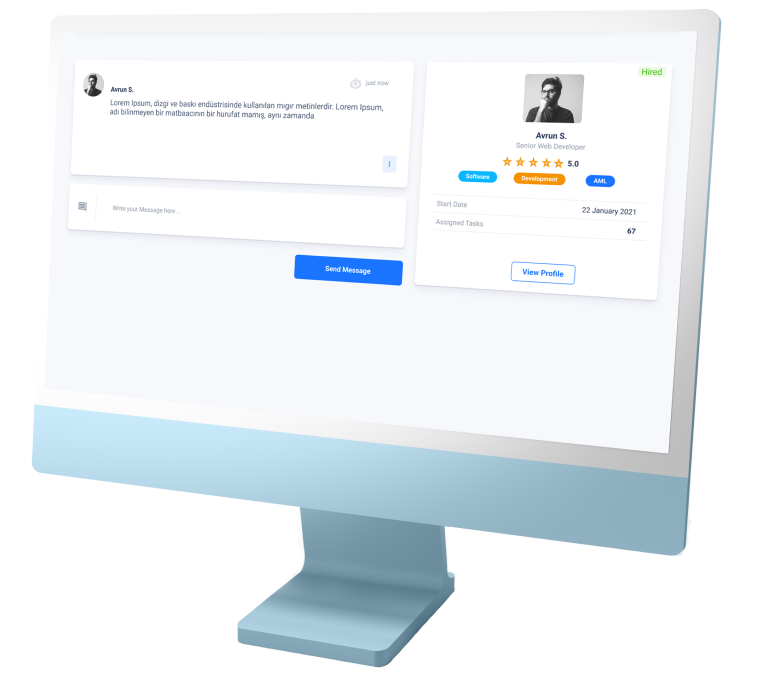 Avrun S.
just now
Lorem Ipsum, dizgi ve baskı endüstrisinde kullanılan mıgır metinlerdir. Lorem Ipsum,
adı bilinmeyen bir matbaacının bir hurufat mamış, aynı zamanda
Write your Message here ...
Send Message
Hired
Avrun S.
Senior Web Developer
5.0
Software
Development
AML
Start Date
22 January 2021
Assigned Tasks
67
View Profile